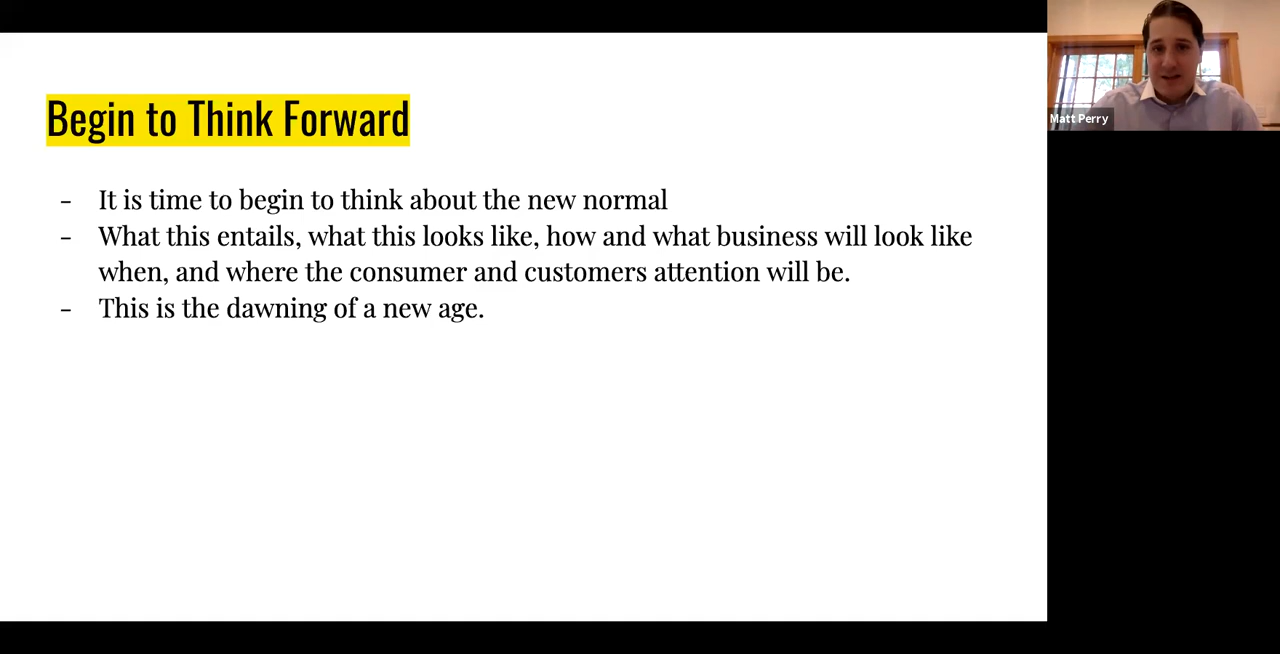 Begin to Think Forward
- It is time to begin to think about the new normal
- What this entails, what this looks like, how and what business will look like
when, and where the consumer and customers attention will be.
- This is the dawning of a new age.
Matt Perry